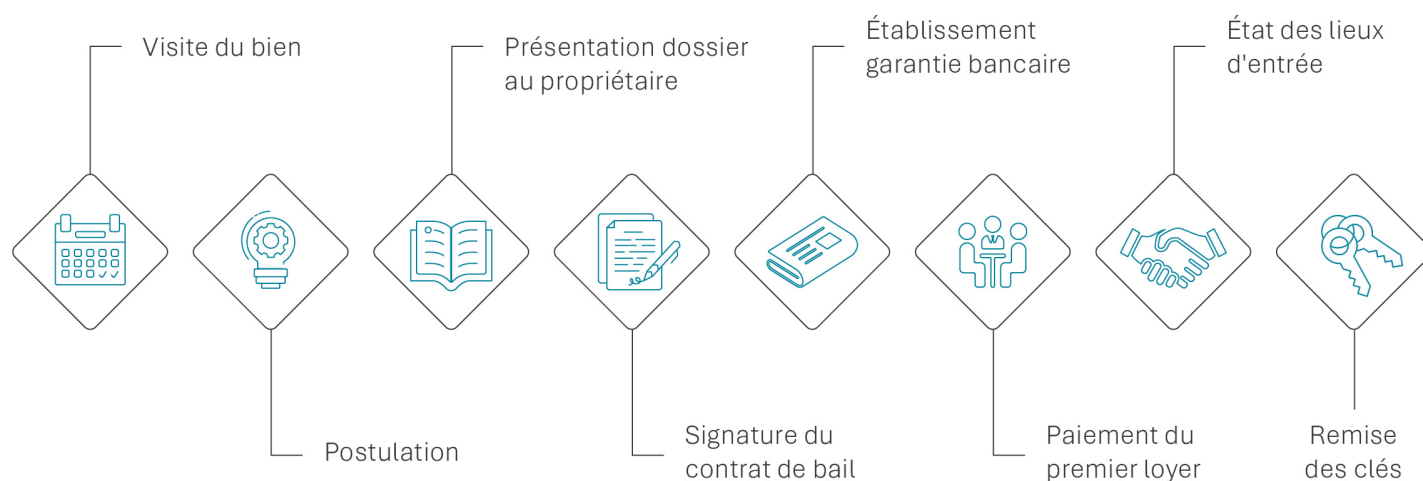 Visite du bien
Postulation
Présentation dossier
au propriétaire
Signature du
contrat de bail
Établissement
garantie bancaire
Paiement du
premier loyer
État des lieux
d'entrée
Remise
des clés